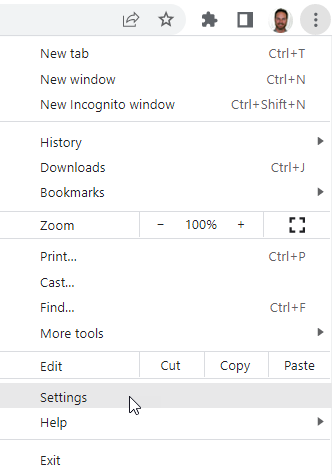 New tab Ctrl+T
New window Ctrl+N
New Incognito window Ctrl+Shift+N
History
Downloads Ctrl+J
Bookmarks
Zoom − 100% +
Print... Ctrl+P
Cast...
Find... Ctrl+F
More tools
Edit Cut Copy Paste
Settings
Help
Exit